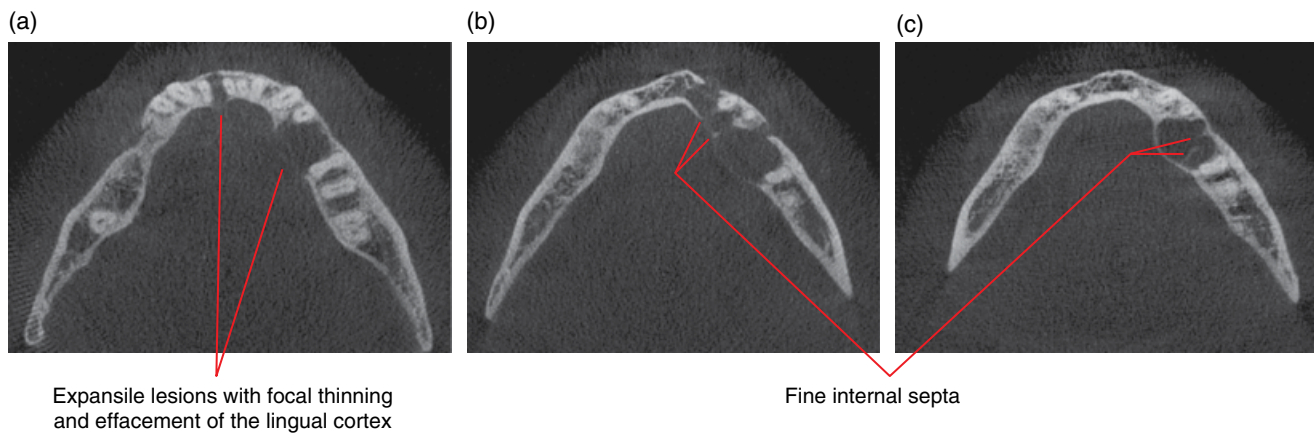 (a)
(b)
(c)
Expansile lesions with focal thinning
and effacement of the lingual cortex
Fine internal septa